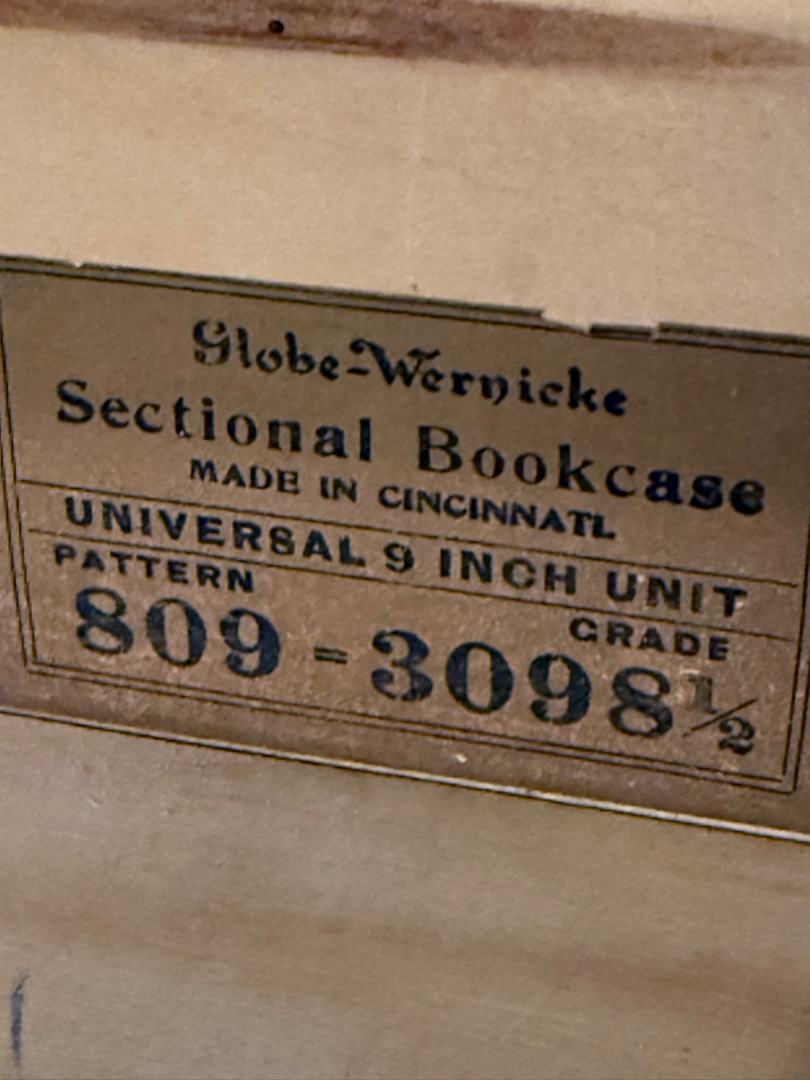 Globe-Wernicke
Sectional Bookcase
MADE IN CINCINNATI.
UNIVERSAL 9 INCH UNIT
PATTERN GRADE
809 = 3098½